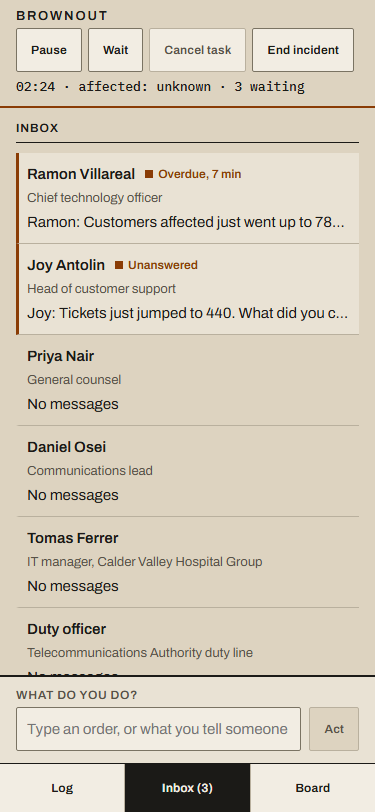 BROWNOUT
Pause Wait Cancel task End incident
02:24 · affected: unknown · 3 waiting
INBOX
Ramon Villareal Overdue, 7 min
Chief technology officer
Ramon: Customers affected just went up to 78…
Joy Antolin Unanswered
Head of customer support
Joy: Tickets just jumped to 440. What did you c…
Priya Nair
General counsel
No messages
Daniel Osei
Communications lead
No messages
Tomas Ferrer
IT manager, Calder Valley Hospital Group
No messages
Duty officer
Telecommunications Authority duty line
WHAT DO YOU DO?
Type an order, or what you tell someone
Act
Log Inbox (3) Board